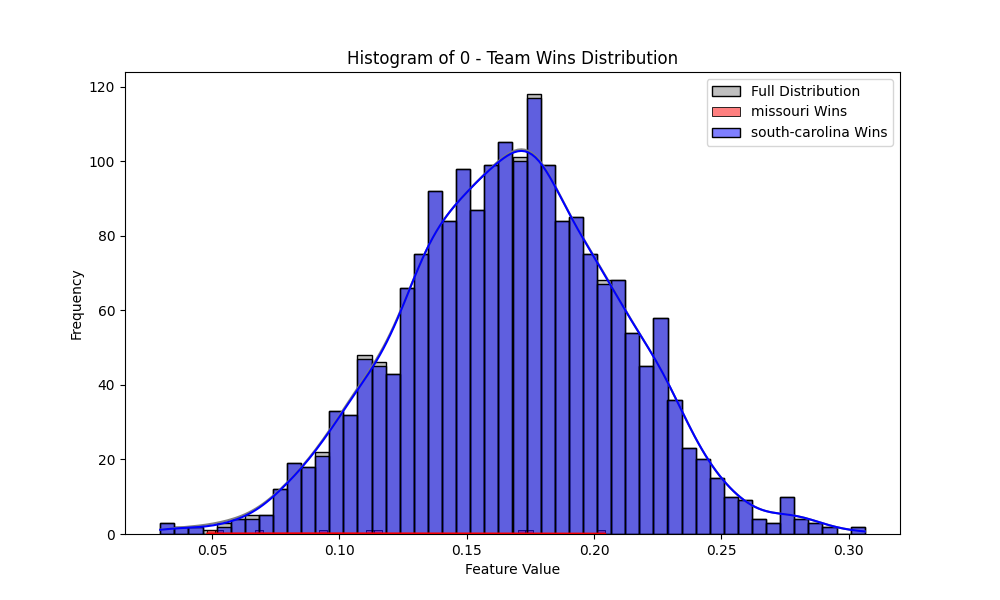 Histogram of 0 - Team Wins Distribution
Full Distribution
missouri Wins
south-carolina Wins
120
100
80
60
40
20
0
Frequency
0.05 0.10 0.15 0.20 0.25 0.30
Feature Value